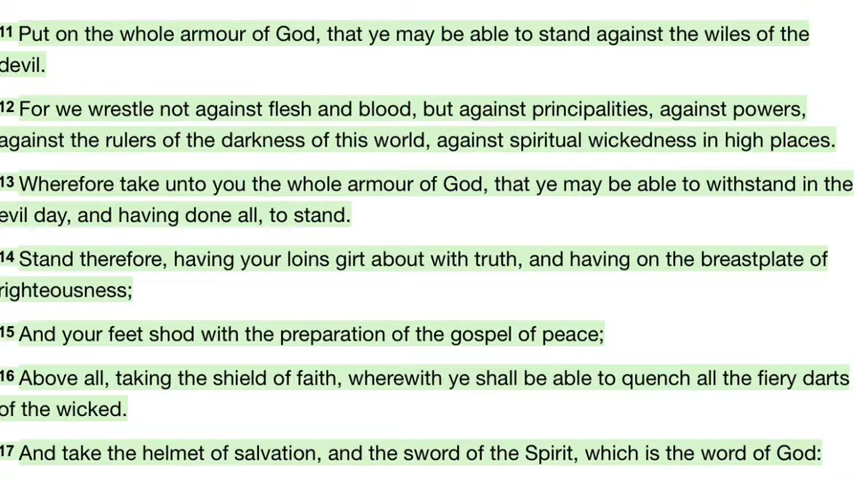 11 Put on the whole armour of God, that ye may be able to stand against the wiles of the
devil.
12 For we wrestle not against flesh and blood, but against principalities, against powers,
against the rulers of the darkness of this world, against spiritual wickedness in high places.
13 Wherefore take unto you the whole armour of God, that ye may be able to withstand in the
evil day, and having done all, to stand.
14 Stand therefore, having your loins girt about with truth, and having on the breastplate of
righteousness;
15 And your feet shod with the preparation of the gospel of peace;
16 Above all, taking the shield of faith, wherewith ye shall be able to quench all the fiery darts
of the wicked.
17 And take the helmet of salvation, and the sword of the Spirit, which is the word of God: